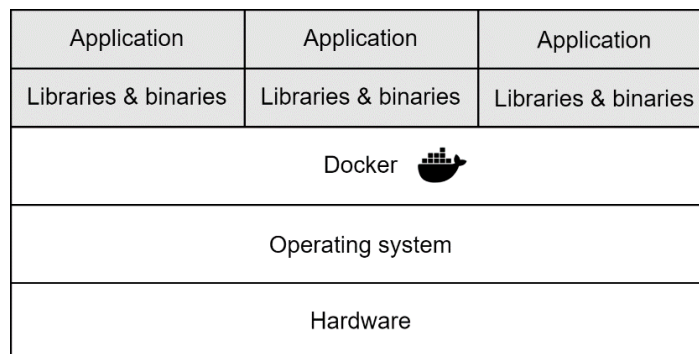 Application Application Application
Libraries & binaries Libraries & binaries Libraries & binaries
Docker
Operating system
Hardware